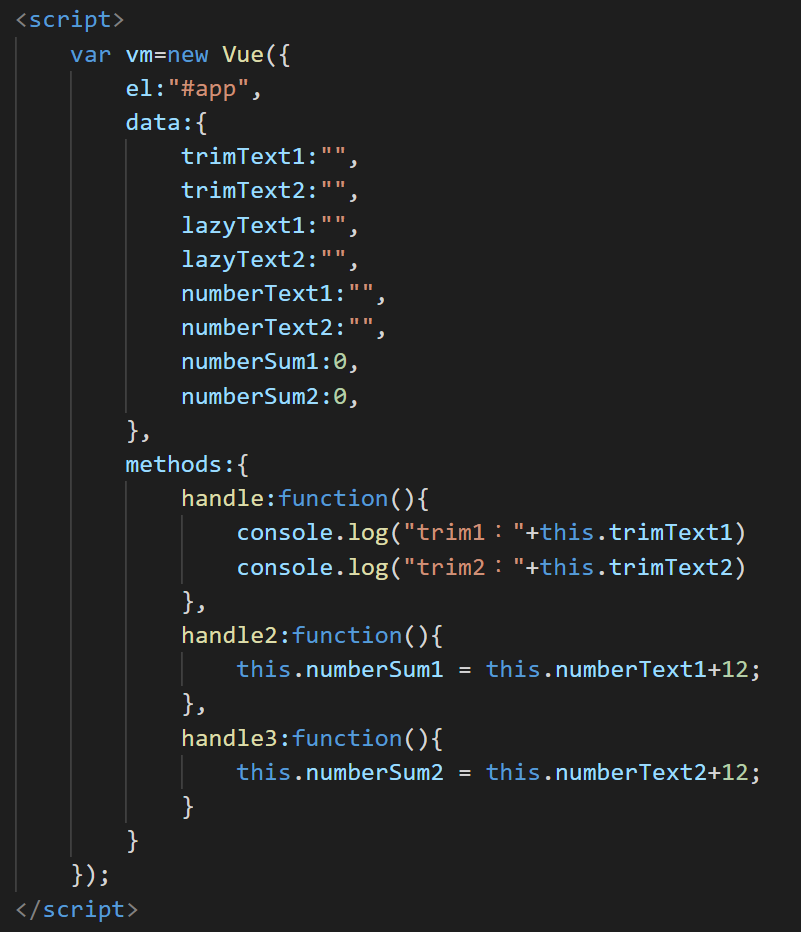 <script>
    var vm=new Vue({
        el:"#app",
        data:{
            trimText1:"",
            trimText2:"",
            lazyText1:"",
            lazyText2:"",
            numberText1:"",
            numberText2:"",
            numberSum1:0,
            numberSum2:0,
        },
        methods:{
            handle:function(){
                console.log("trim1："+this.trimText1)
                console.log("trim2："+this.trimText2)
            },
            handle2:function(){
                this.numberSum1 = this.numberText1+12;
            },
            handle3:function(){
                this.numberSum2 = this.numberText2+12;
            }
        }
    });
</script>